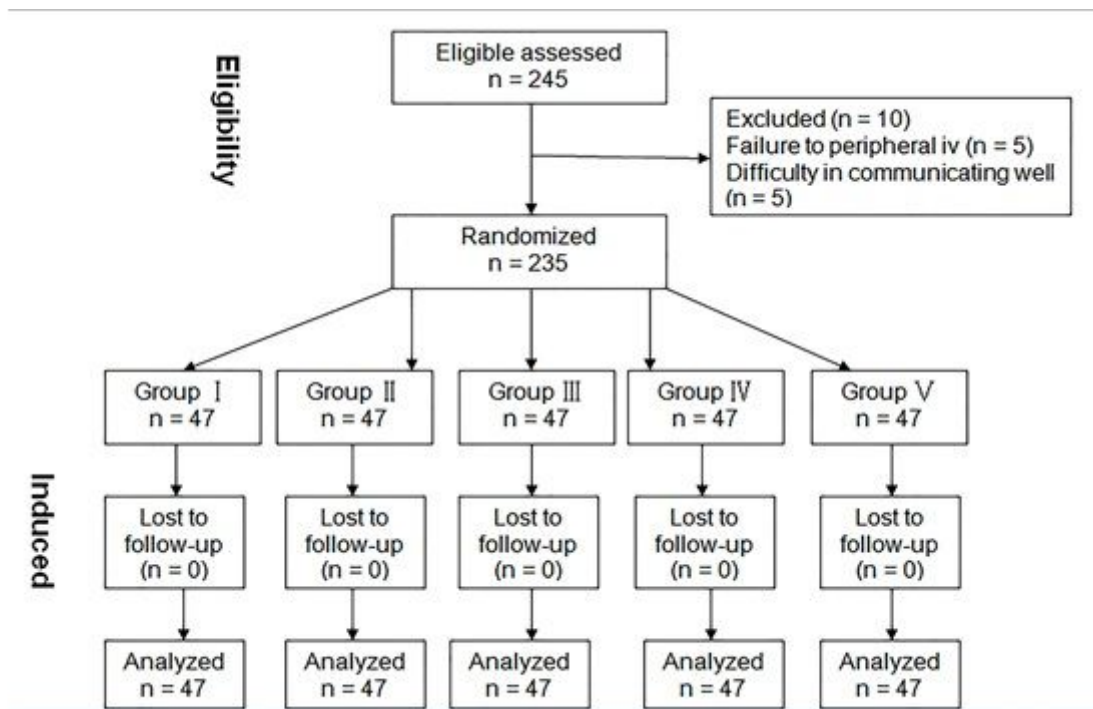 Eligibility
Eligible assessed
n = 245
Excluded (n = 10)
Failure to peripheral iv (n = 5)
Difficulty in communicating well
(n = 5)
Randomized
n = 235
Group Ⅰ
n = 47
Group Ⅱ
n = 47
Group Ⅲ
n = 47
Group Ⅳ
n = 47
Group Ⅴ
n = 47
Induced
Lost to
follow-up
(n = 0)
Lost to
follow-up
(n = 0)
Lost to
follow-up
(n = 0)
Lost to
follow-up
(n = 0)
Lost to
follow-up
(n = 0)
Analyzed
n = 47
Analyzed
n = 47
Analyzed
n = 47
Analyzed
n = 47
Analyzed
n = 47